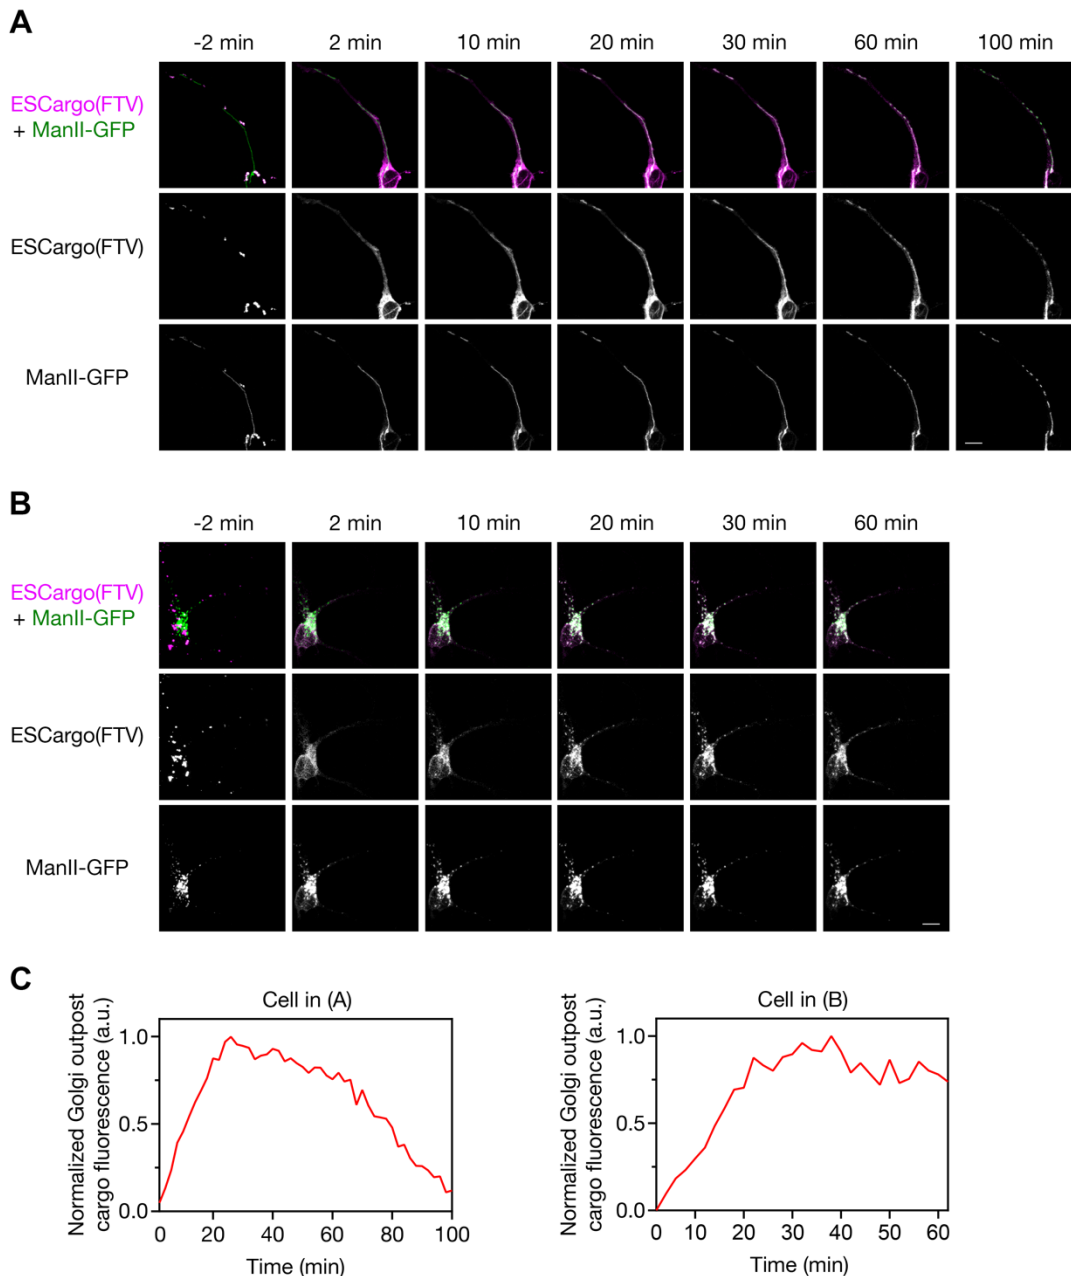 A
-2 min 2 min 10 min 20 min 30 min 60 min 100 min
ESCargo(FTV)
+ ManII-GFP
ESCargo(FTV)
ManII-GFP
B
-2 min 2 min 10 min 20 min 30 min 60 min
ESCargo(FTV)
+ ManII-GFP
ESCargo(FTV)
ManII-GFP
C
Cell in (A)
Normalized Golgi outpost
cargo fluorescence (a.u.)
1.0
0.5
0.0
0 20 40 60 80 100
Time (min)
Cell in (B)
Normalized Golgi outpost
cargo fluorescence (a.u.)
1.0
0.5
0.0
0 10 20 30 40 50 60
Time (min)